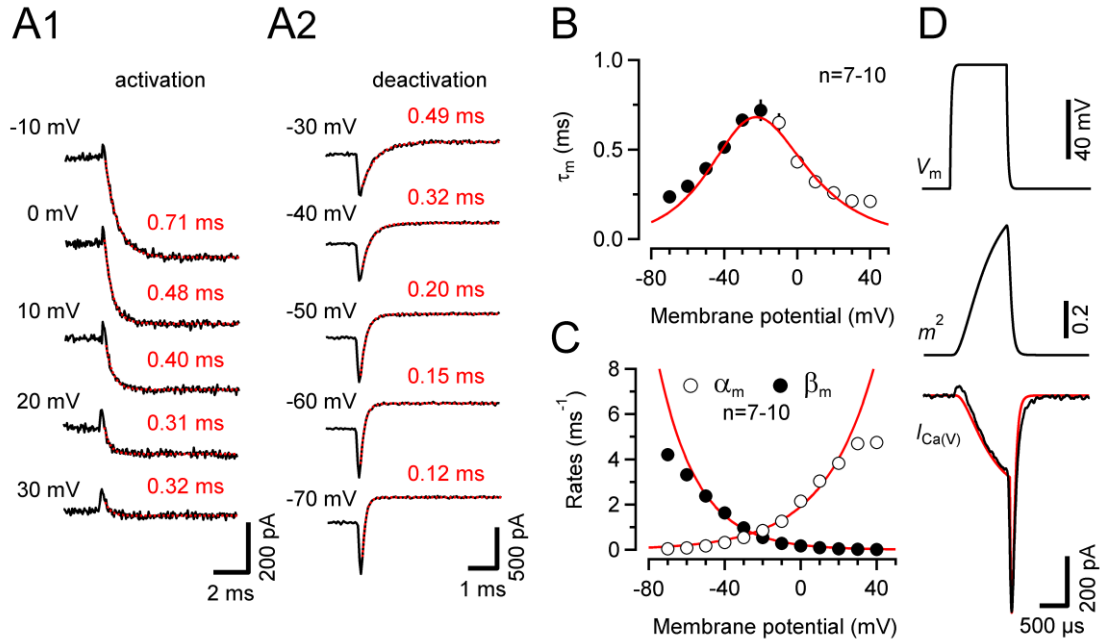 A1
activation
-10 mV
0.71 ms
0 mV
0.48 ms
10 mV
0.40 ms
20 mV
0.31 ms
30 mV
0.32 ms
200 pA
2 ms
A2
deactivation
-30 mV
0.49 ms
-40 mV
0.32 ms
-50 mV
0.20 ms
-60 mV
0.15 ms
-70 mV
0.12 ms
500 pA
1 ms
B
n=7-10
τm (ms)
1.0
0.5
0.0
-80 -40 0 40
Membrane potential (mV)
C
αm βm
n=7-10
Rates (ms-1)
8
6
4
2
0
-80 -40 0 40
Membrane potential (mV)
D
Vm
40 mV
m2
0.2
ICa(V)
200 pA
500 μs